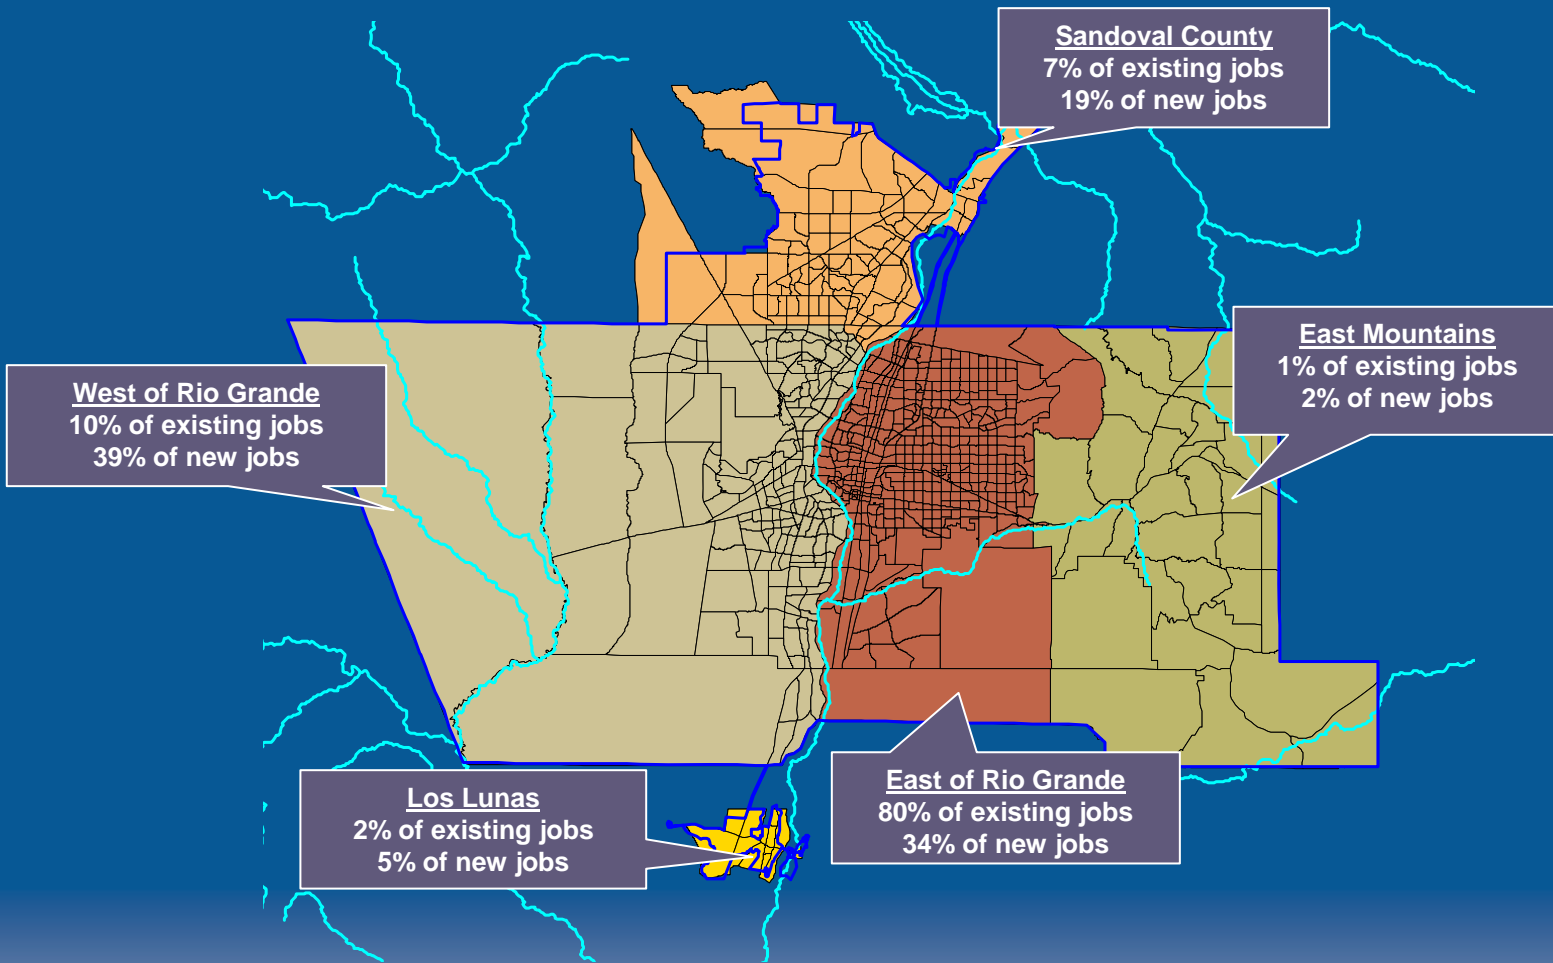 Sandoval County
7% of existing jobs
19% of new jobs
East Mountains
1% of existing jobs
2% of new jobs
West of Rio Grande
10% of existing jobs
39% of new jobs
East of Rio Grande
80% of existing jobs
34% of new jobs
Los Lunas
2% of existing jobs
5% of new jobs